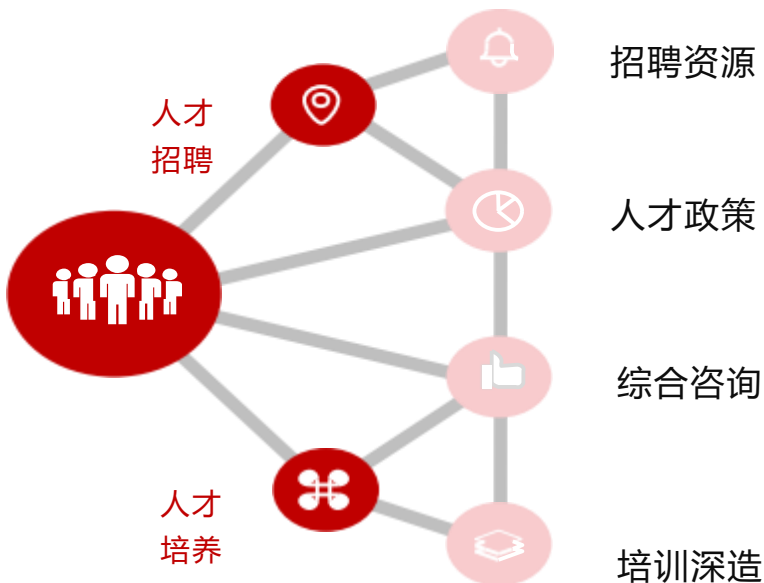 招聘资源
人才
招聘
人才政策
综合咨询
人才
培养
培训深造